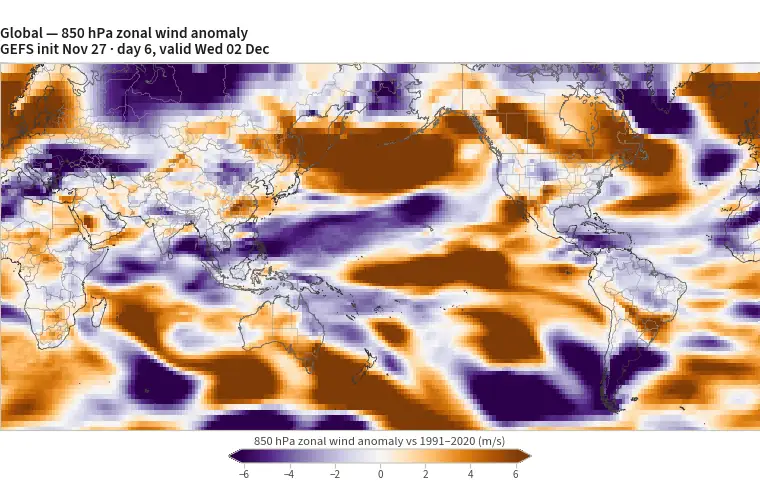 Global — 850 hPa zonal wind anomaly
GEFS init Nov 27 · day 6, valid Wed 02 Dec
850 hPa zonal wind anomaly vs 1991–2020 (m/s)
−6 −4 −2 0 2 4 6